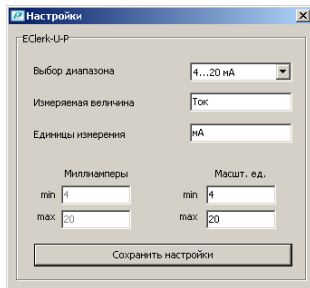 Настройки
EClerk-U-P
Выбор диапазона 4...20 мА
Измеряемая величина Ток
Единицы измерения мА
Миллиамперы Масшт. ед.
min 4 min 4
max 20 max 20
Сохранить настройки